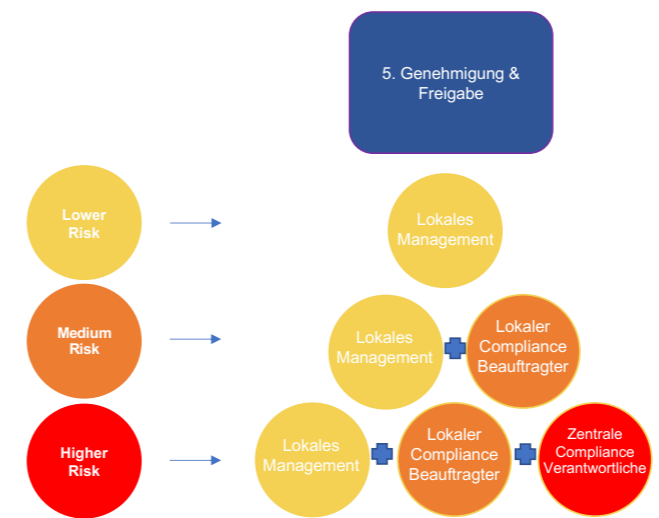 5. Genehmigung &
Freigabe
Lower
Risk
Lokales
Management
Medium
Risk
Lokales
Management
Lokaler
Compliance
Beauftragter
Higher
Risk
Lokales
Management
Lokaler
Compliance
Beauftragter
Zentrale
Compliance
Verantwortliche